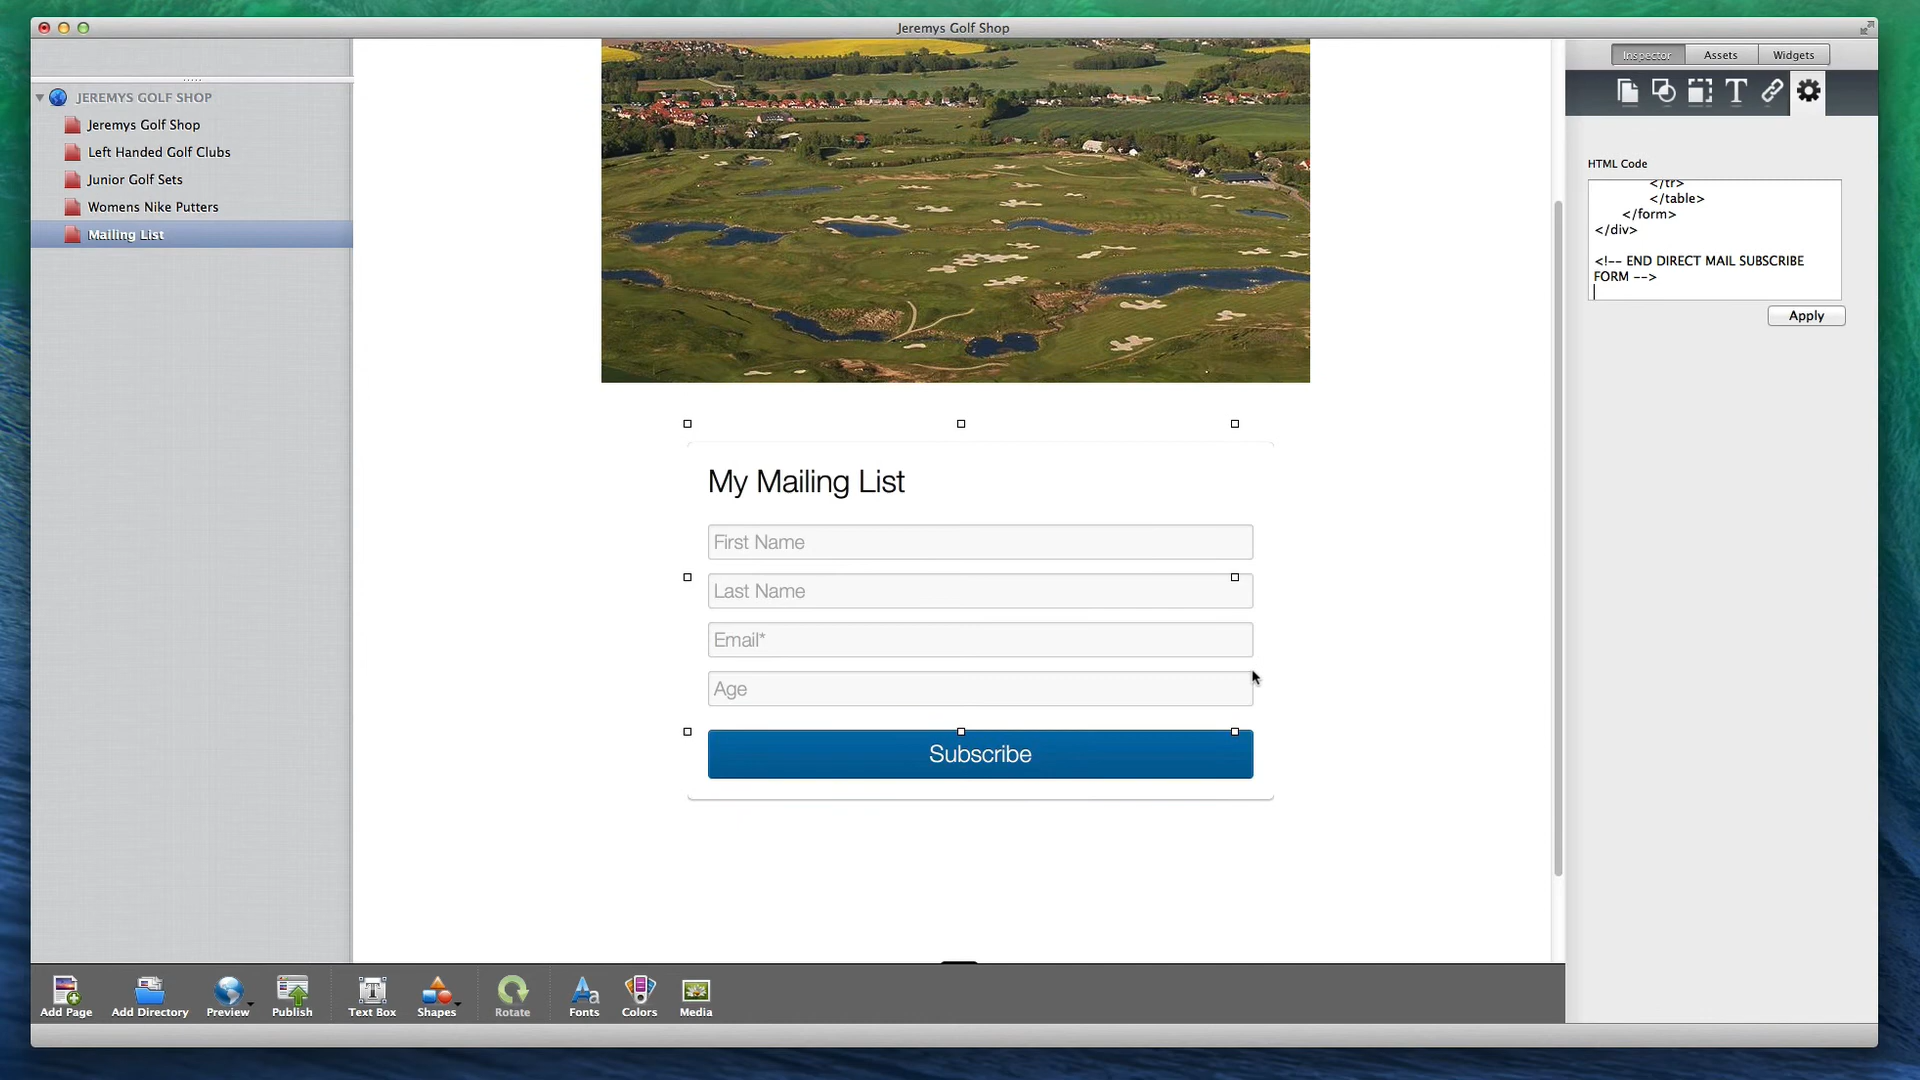 Jeremys Golf Shop
JEREMYS GOLF SHOP
Jeremys Golf Shop
Left Handed Golf Clubs
Junior Golf Sets
Womens Nike Putters
Mailing List
My Mailing List
First Name
Last Name
Email*
Age
Subscribe
Inspector
Assets
Widgets
HTML Code
</tr>
</table>
</form>
</div>
<!-- END DIRECT MAIL SUBSCRIBE
FORM -->
Apply
Add Page
Add Directory
Preview
Publish
Text Box
Shapes
Rotate
Fonts
Colors
Media